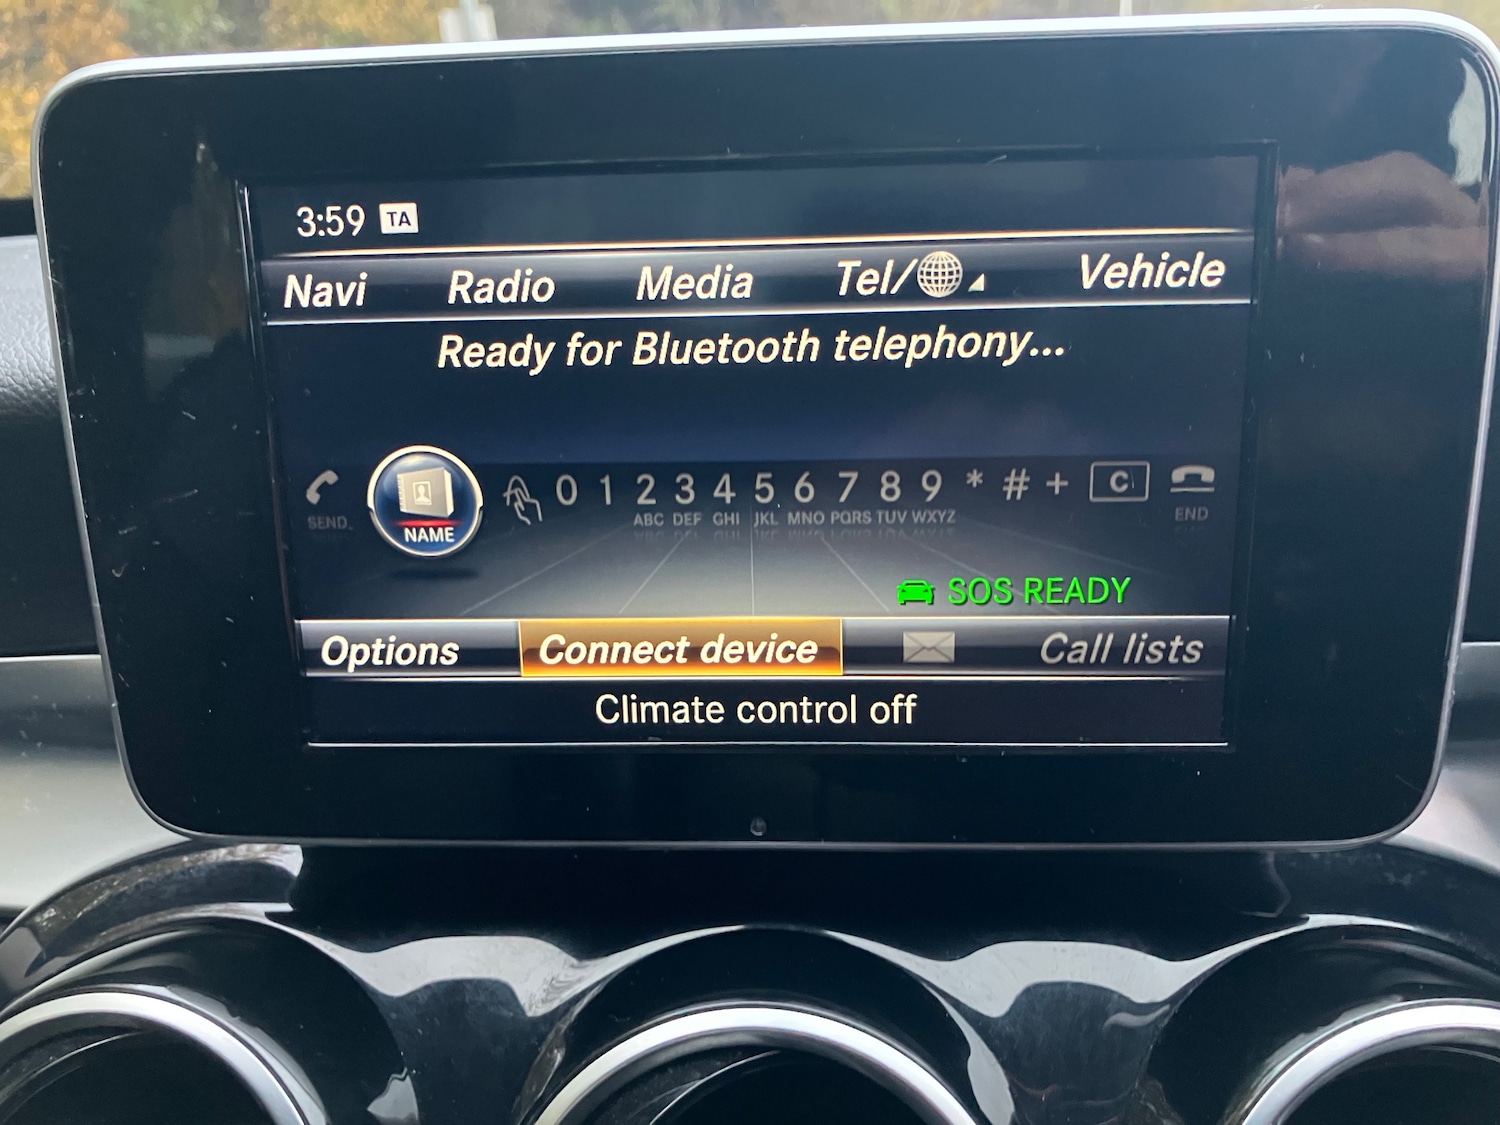 3:59 TA
Navi Radio Media Tel/ Vehicle
Ready for Bluetooth telephony...
SEND NAME 0 1 2 3 4 5 6 7 8 9 * # + C END
ABC DEF GHI JKL MNO PQRS TUV WXYZ
SOS READY
Options Connect device Call lists
Climate control off